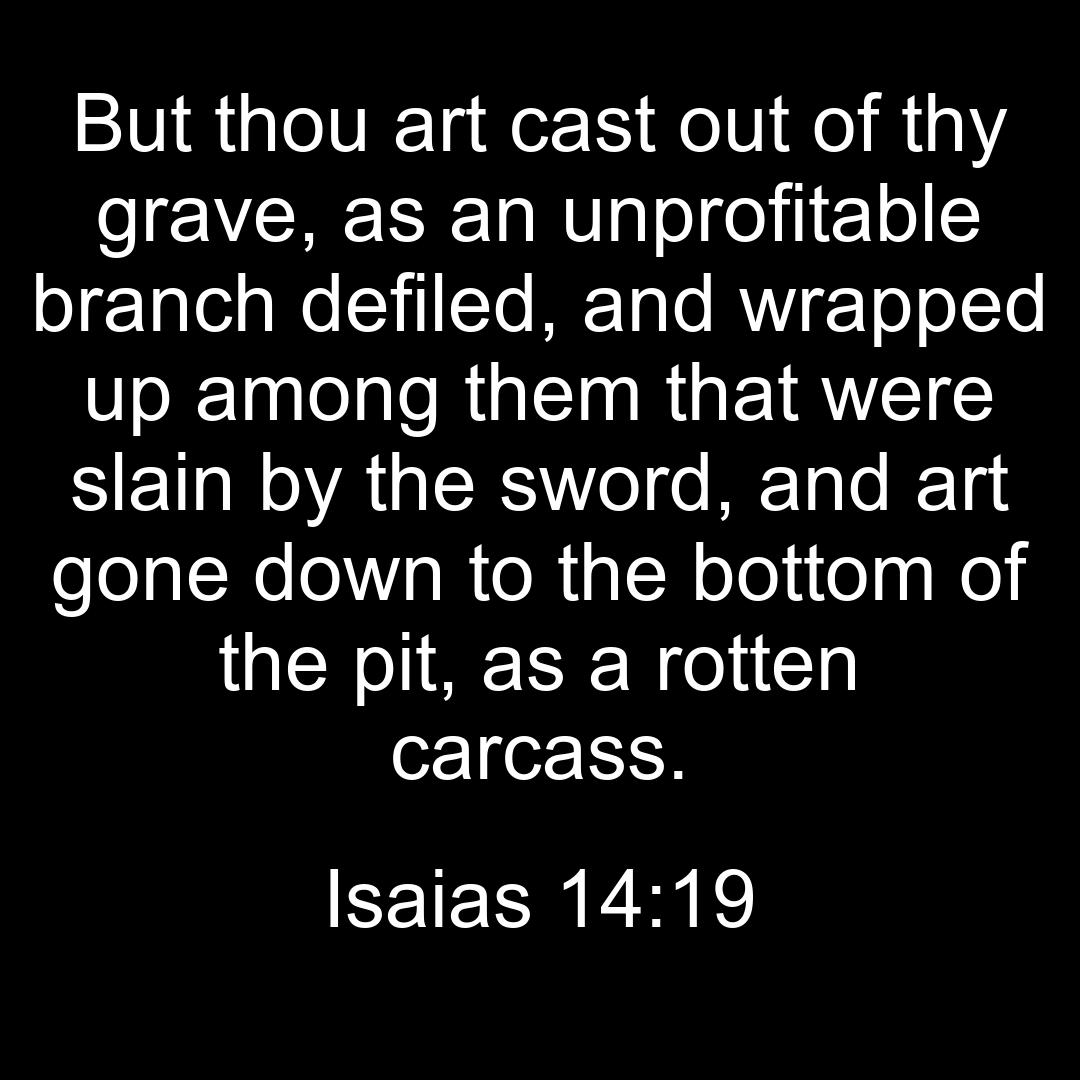 But thou art cast out of thy
grave, as an unprofitable
branch defiled, and wrapped
up among them that were
slain by the sword, and art
gone down to the bottom of
the pit, as a rotten
carcass.
Isaias 14:19